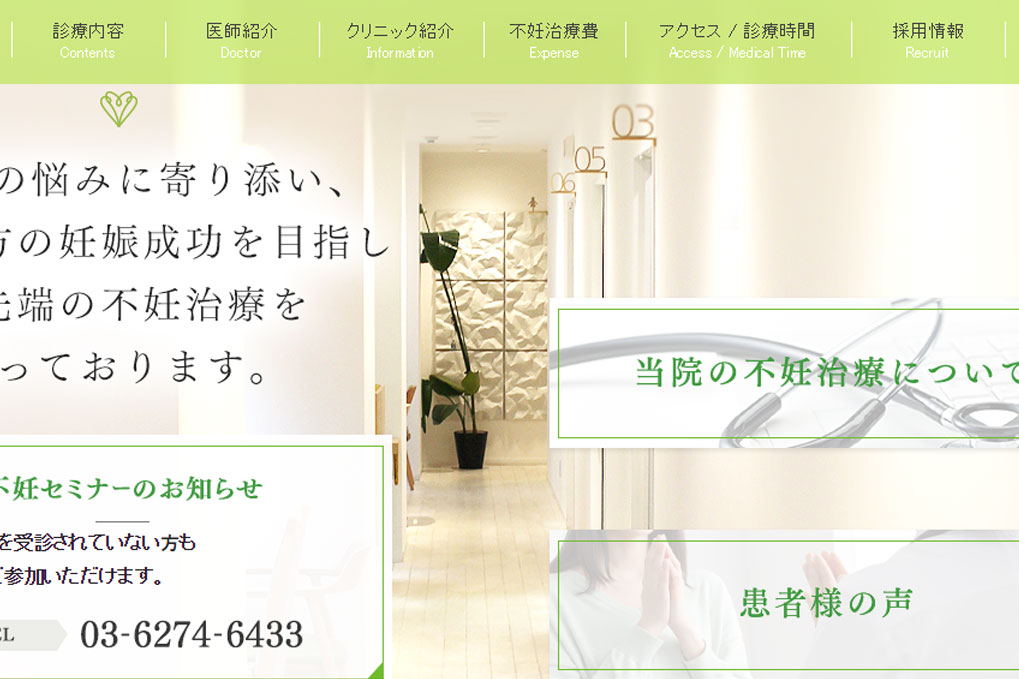 診療内容
Contents
医師紹介
Doctor
クリニック紹介
Information
不妊治療費
Expense
アクセス / 診療時間
Access / Medical Time
採用情報
Recruit
03
05
06
の悩みに寄り添い、
方の妊娠成功を目指し
先端の不妊治療を
っております。
当院の不妊治療について
不妊セミナーのお知らせ
を受診されていない方も
ご参加いただけます。
EL
03-6274-6433
患者様の声